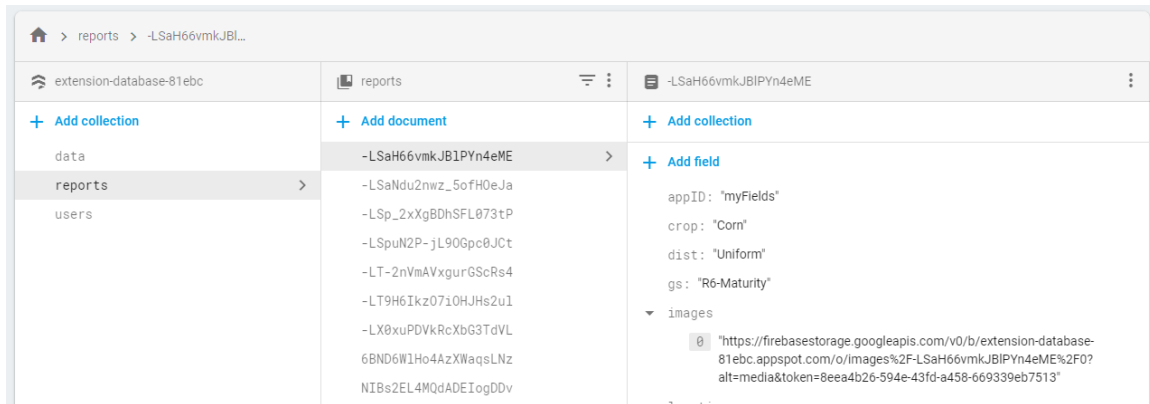 reports > -LSaH66vmkJBl…
extension-database-81ebc
+ Add collection
data
reports
users
reports
+ Add document
-LSaH66vmkJBlPYn4eME
-LSaNdu2nwz_5ofHOeJa
-LSp_2xXgBDhSFL073tP
-LSpuN2P-jL9OGpc0JCt
-LT-2nVmAVxgurGScRs4
-LT9H6Ikz07iOHJHs2ul
-LX0xuPDVkRcXbG3TdVL
6BND6WlHo4AzXWaqsLNz
NIBs2EL4MQdADEIogDDv
-LSaH66vmkJBlPYn4eME
+ Add collection
+ Add field
appID: "myFields"
crop: "Corn"
dist: "Uniform"
gs: "R6-Maturity"
images
0 "https://firebasestorage.googleapis.com/v0/b/extension-database-
81ebc.appspot.com/o/images%2F-LSaH66vmkJBlPYn4eME%2F0?
alt=media&token=8eea4b26-594e-43fd-a458-669339eb7513"